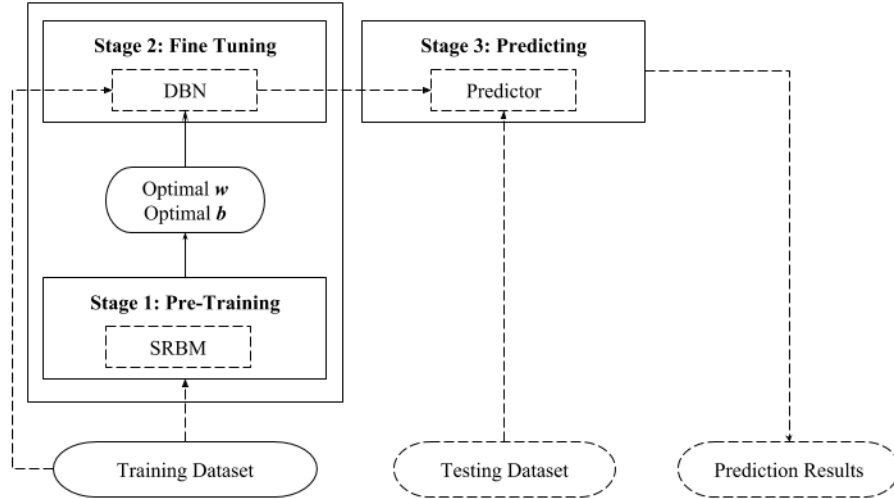 Stage 2: Fine Tuning
DBN
Stage 3: Predicting
Predictor
Optimal w
Optimal b
Stage 1: Pre-Training
SRBM
Training Dataset
Testing Dataset
Prediction Results